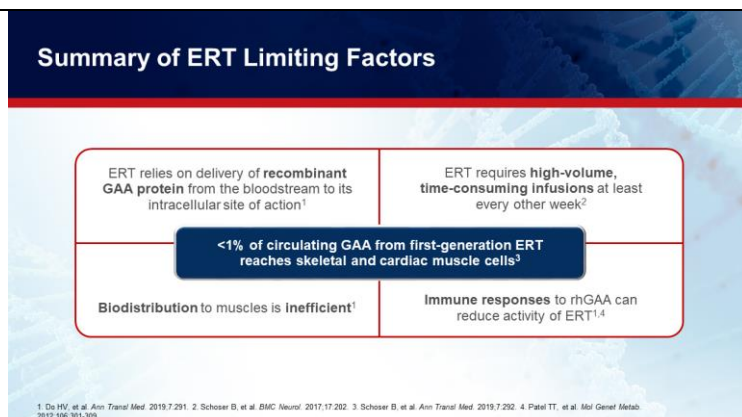 Summary of ERT Limiting Factors
ERT relies on delivery of recombinant
GAA protein from the bloodstream to its
intracellular site of action1
ERT requires high-volume,
time-consuming infusions at least
every other week2
<1% of circulating GAA from first-generation ERT
reaches skeletal and cardiac muscle cells3
Biodistribution to muscles is inefficient1
Immune responses to rhGAA can
reduce activity of ERT1,4
1. Do HV, et al. Ann Transl Med. 2019;7:291. 2. Schoser B, et al. BMC Neurol. 2017;17:202. 3. Schoser B, et al. Ann Transl Med. 2019;7:292. 4. Patel TT, et al. Mol Genet Metab.
2012;106:301-309.